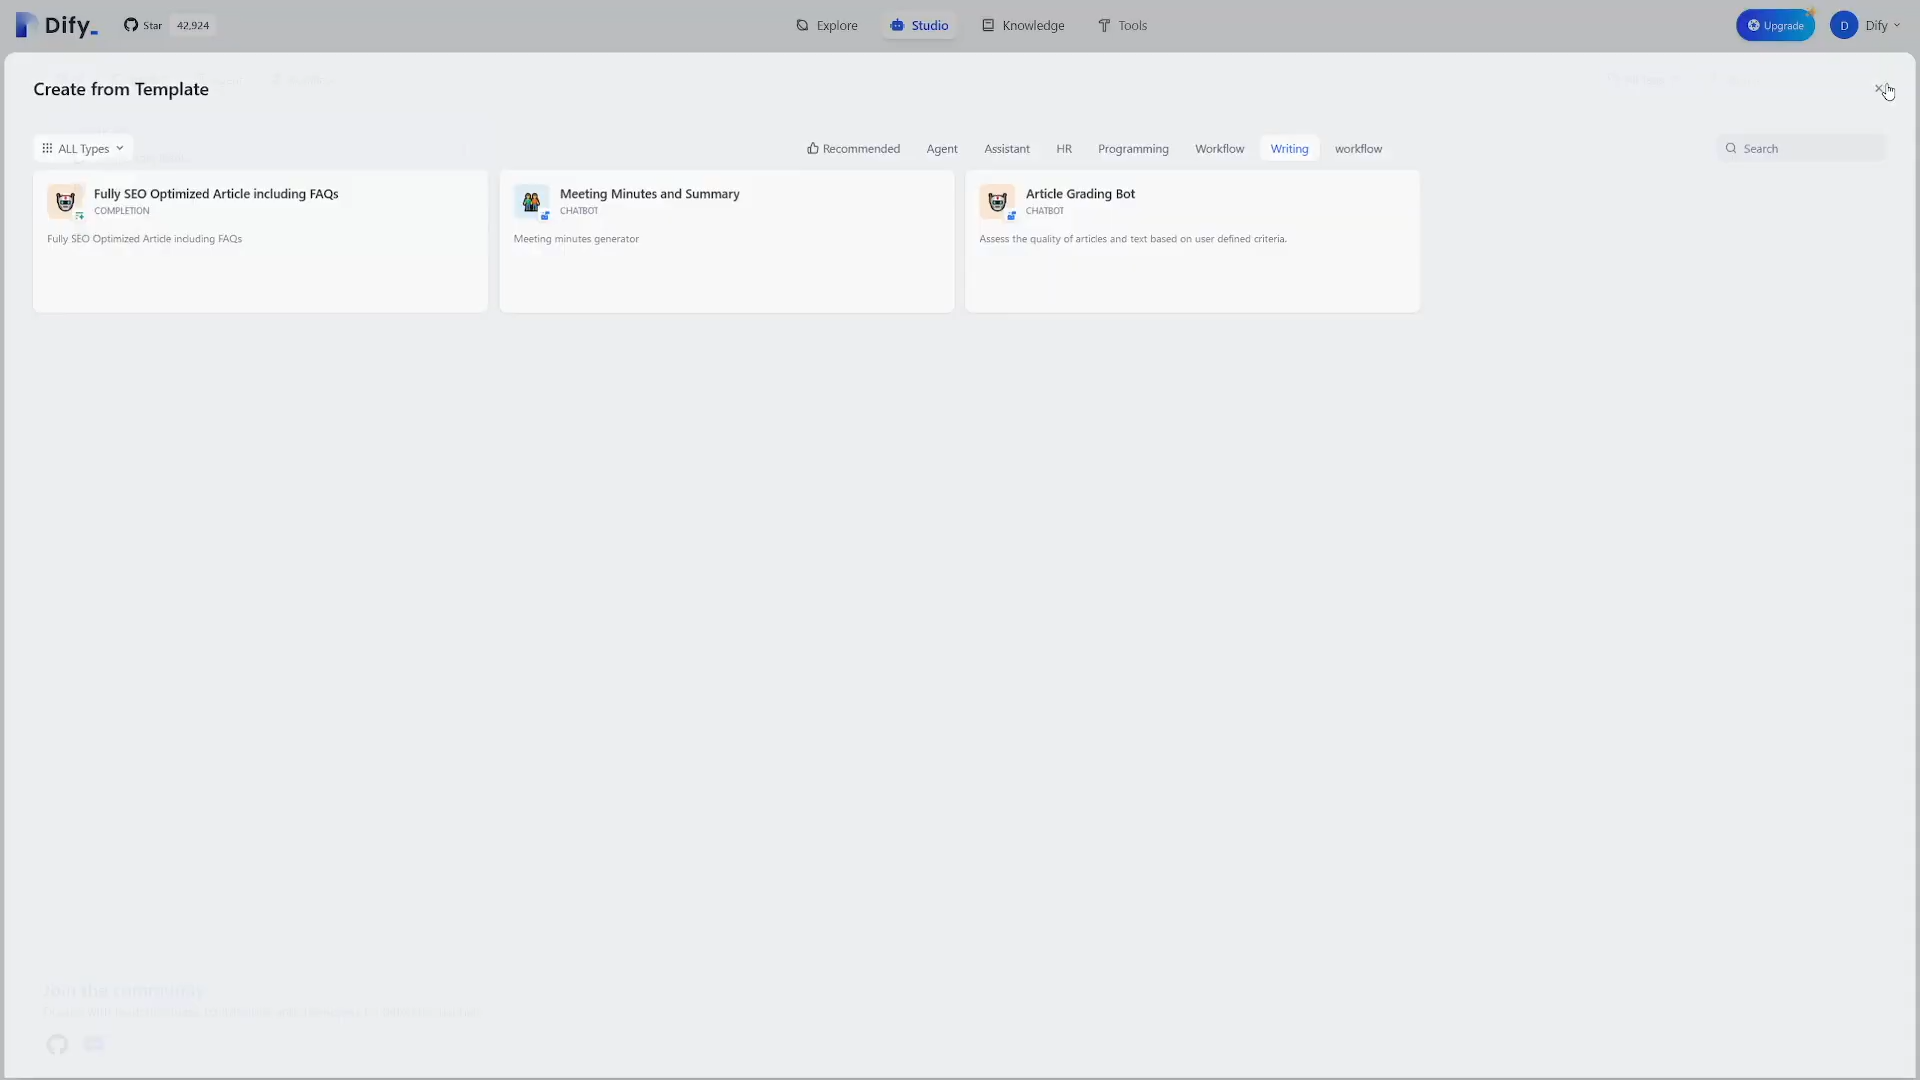 Dify_
Star 42,924
Explore
Studio
Knowledge
Tools
Upgrade
D Dify
Create from Template
ALL Types
Recommended
Agent
Assistant
HR
Programming
Workflow
Writing
workflow
Search
Fully SEO Optimized Article including FAQs
COMPLETION
Fully SEO Optimized Article including FAQs
Meeting Minutes and Summary
CHATBOT
Meeting minutes generator
Article Grading Bot
CHATBOT
Assess the quality of articles and text based on user defined criteria.
Join the community